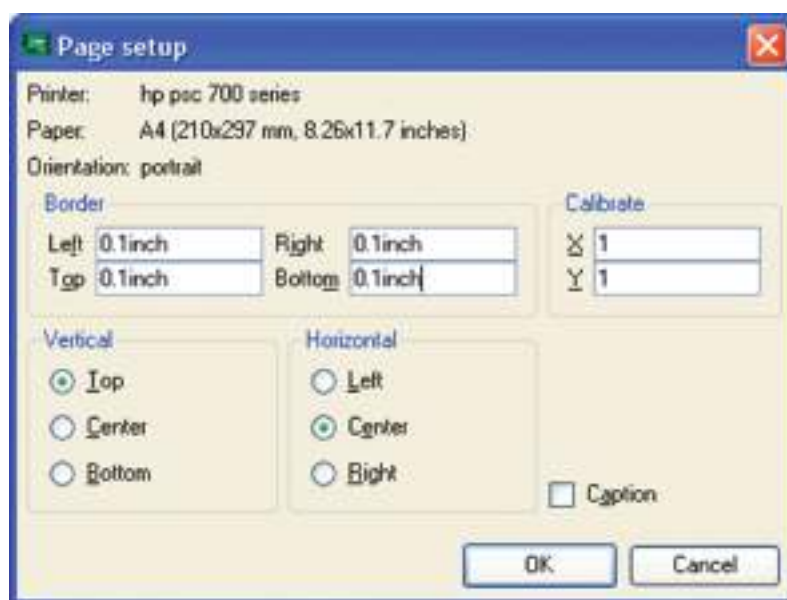 Page setup
Printer: hp psc 700 series
Paper: A4 (210x297 mm, 8.26x11.7 inches)
Orientation: portrait
Border
Calibrate
Left 0.1inch Right 0.1inch
X 1
Top 0.1inch Bottom 0.1inch
Y 1
Vertical
Horizontal
Top
Left
Center
Center
Bottom
Right
Caption
OK
Cancel